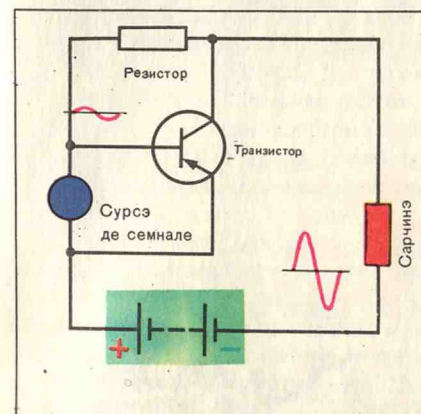 Резистор
Транзистор
Сурсэ
де семнале
Сарчинэ
+
−